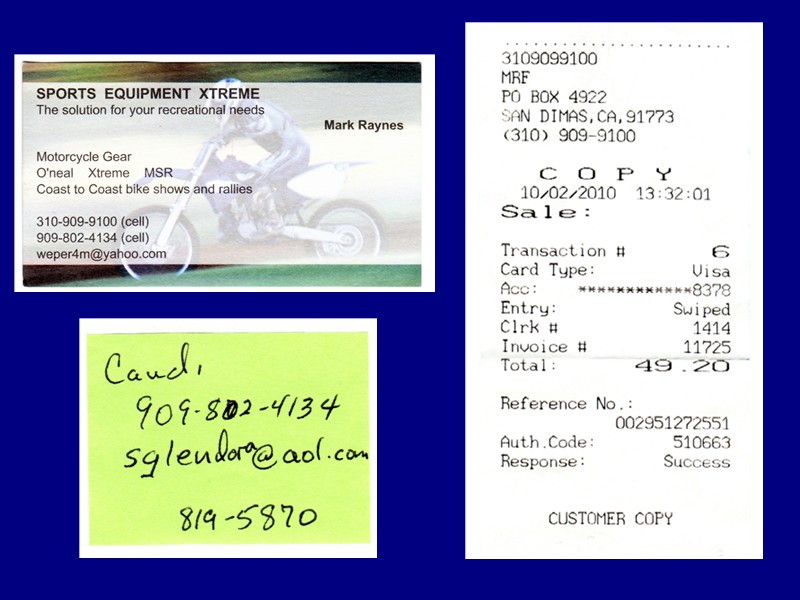 SPORTS EQUIPMENT XTREME
The solution for your recreational needs
Mark Raynes
Motorcycle Gear
O'neal Xtreme MSR
Coast to Coast bike shows and rallies
310-909-9100 (cell)
909-802-4134 (cell)
weper4m@yahoo.com
Candi
909-802-4134
sglendora@aol.com
819-5870
3109099100
MRF
PO BOX 4922
SAN DIMAS,CA,91773
(310) 909-9100
C O P Y
10/02/2010 13:32:01
Sale:
Transaction # 6
Card Type: Visa
Acc: ************8378
Entry: Swiped
Clrk # 1414
Invoice # 11725
Total: 49.20
Reference No.:
002951272551
Auth.Code: 510663
Response: Success
CUSTOMER COPY